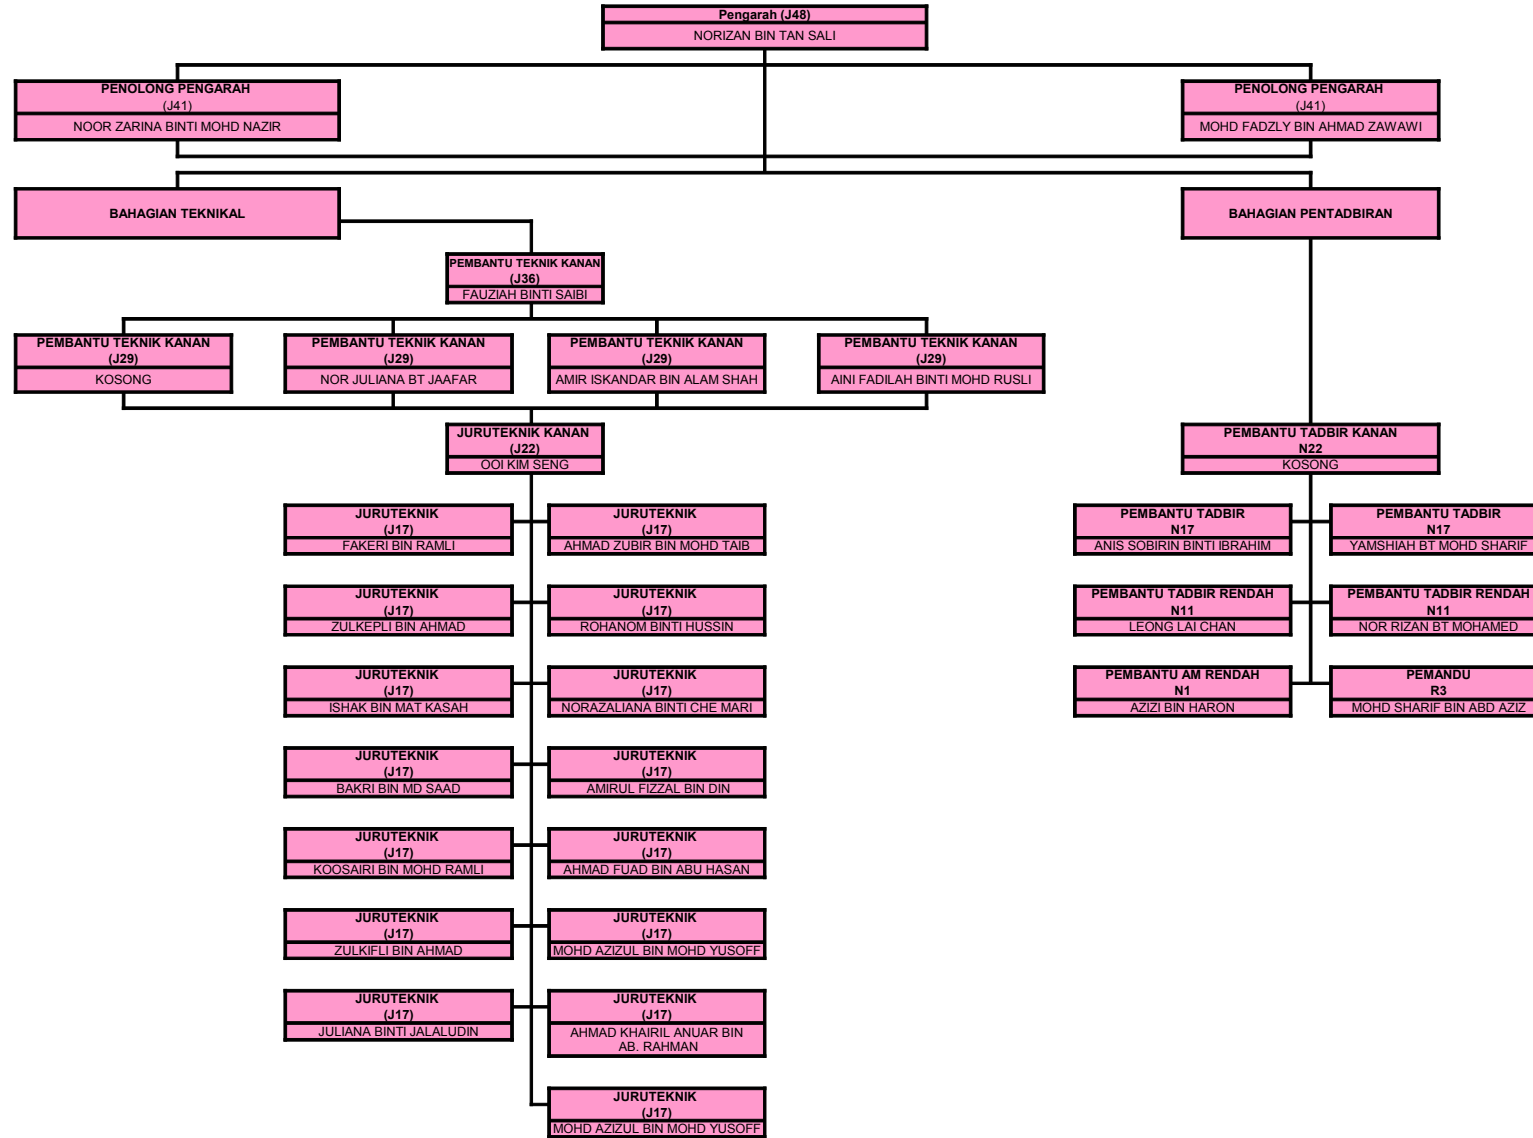 Pengarah (J48)
NORIZAN BIN TAN SALI
PENOLONG PENGARAH
(J41)
NOOR ZARINA BINTI MOHD NAZIR
PENOLONG PENGARAH
(J41)
MOHD FADZLY BIN AHMAD ZAWAWI
BAHAGIAN TEKNIKAL
BAHAGIAN PENTADBIRAN
PEMBANTU TEKNIK KANAN
(J36)
FAUZIAH BINTI SAIBI
PEMBANTU TEKNIK KANAN
(J29)
KOSONG
PEMBANTU TEKNIK KANAN
(J29)
NOR JULIANA BT JAAFAR
PEMBANTU TEKNIK KANAN
(J29)
AMIR ISKANDAR BIN ALAM SHAH
PEMBANTU TEKNIK KANAN
(J29)
AINI FADILAH BINTI MOHD RUSLI
JURUTEKNIK KANAN
(J22)
OOI KIM SENG
PEMBANTU TADBIR KANAN
N22
KOSONG
JURUTEKNIK
(J17)
FAKERI BIN RAMLI
JURUTEKNIK
(J17)
AHMAD ZUBIR BIN MOHD TAIB
PEMBANTU TADBIR
N17
ANIS SOBIRIN BINTI IBRAHIM
PEMBANTU TADBIR
N17
YAMSHIAH BT MOHD SHARIF
JURUTEKNIK
(J17)
ZULKEPLI BIN AHMAD
JURUTEKNIK
(J17)
ROHANOM BINTI HUSSIN
PEMBANTU TADBIR RENDAH
N11
LEONG LAI CHAN
PEMBANTU TADBIR RENDAH
N11
NOR RIZAN BT MOHAMED
JURUTEKNIK
(J17)
ISHAK BIN MAT KASAH
JURUTEKNIK
(J17)
NORAZALIANA BINTI CHE MARI
PEMBANTU AM RENDAH
N1
AZIZI BIN HARON
PEMANDU
R3
MOHD SHARIF BIN ABD AZIZ
JURUTEKNIK
(J17)
BAKRI BIN MD SAAD
JURUTEKNIK
(J17)
AMIRUL FIZZAL BIN DIN
JURUTEKNIK
(J17)
KOOSAIRI BIN MOHD RAMLI
JURUTEKNIK
(J17)
AHMAD FUAD BIN ABU HASAN
JURUTEKNIK
(J17)
ZULKIFLI BIN AHMAD
JURUTEKNIK
(J17)
MOHD AZIZUL BIN MOHD YUSOFF
JURUTEKNIK
(J17)
JULIANA BINTI JALALUDIN
JURUTEKNIK
(J17)
AHMAD KHAIRIL ANUAR BIN
AB. RAHMAN
JURUTEKNIK
(J17)
MOHD AZIZUL BIN MOHD YUSOFF